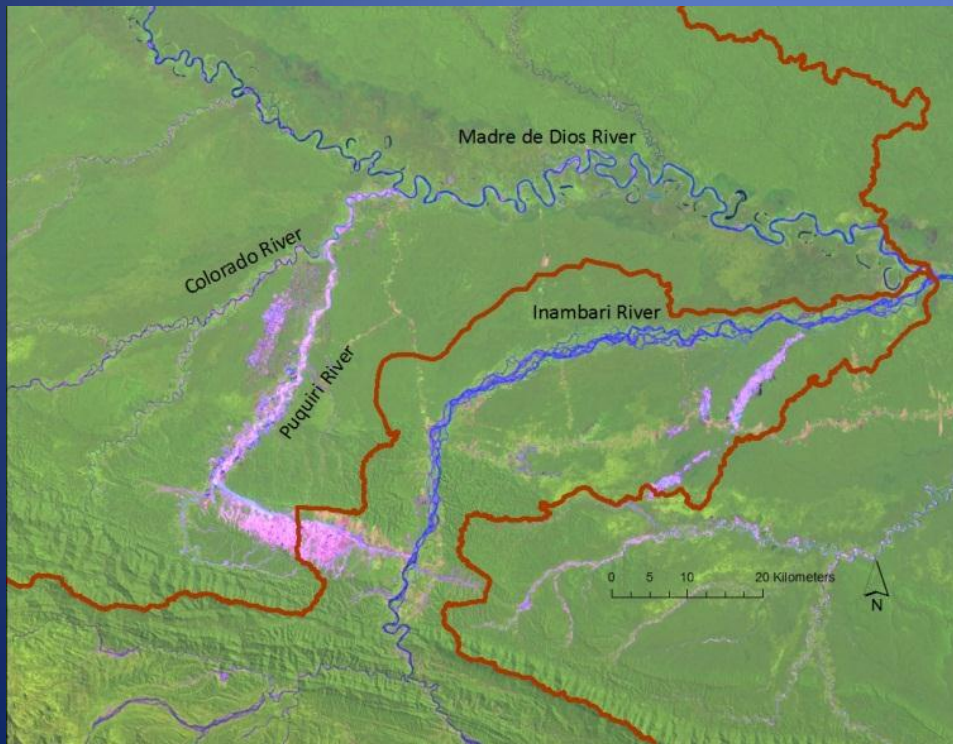 Madre de Dios River
Colorado River
Inambari River
Puquiri River
0 5 10 20 Kilometers
N